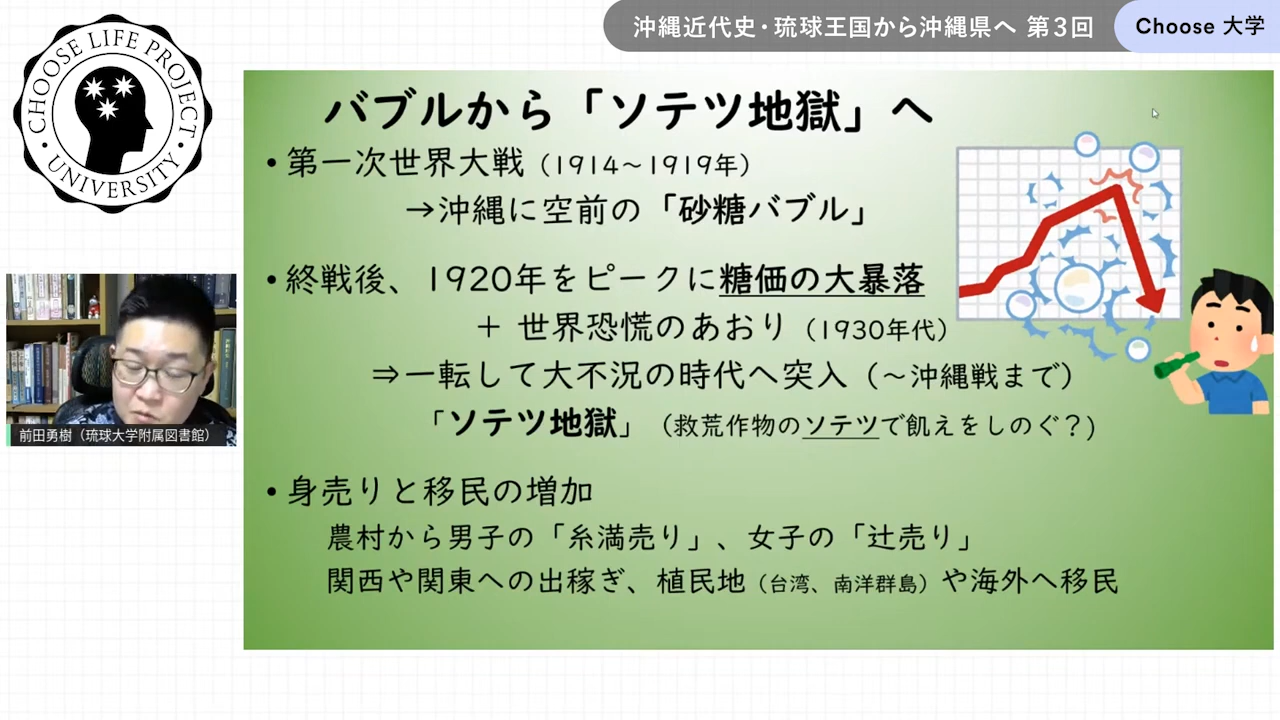 沖縄近代史・琉球王国から沖縄県へ 第3回
Choose 大学
CHOOSE LIFE PROJECT
・UNIVERSITY・
バブルから「ソテツ地獄」へ
・第一次世界大戦（1914～1919年）
→沖縄に空前の「砂糖バブル」
・終戦後、1920年をピークに糖価の大暴落
＋ 世界恐慌のあおり（1930年代）
⇒一転して大不況の時代へ突入（～沖縄戦まで）
「ソテツ地獄」（救荒作物のソテツで飢えをしのぐ？）
・身売りと移民の増加
農村から男子の「糸満売り」、女子の「辻売り」
関西や関東への出稼ぎ、植民地（台湾、南洋群島）や海外へ移民
前田勇樹（琉球大学附属図書館）